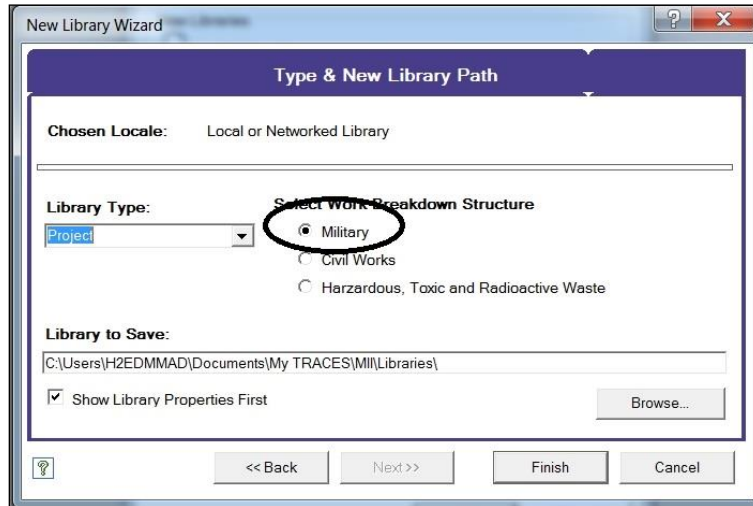 New Library Wizard
Type & New Library Path
Chosen Locale: Local or Networked Library
Library Type: Select Work Breakdown Structure
Project
Military
Civil Works
Harzardous, Toxic and Radioactive Waste
Library to Save:
C:\Users\H2EDMMAD\Documents\My TRACES\MII\Libraries\
Show Library Properties First
Browse...
? << Back Next >> Finish Cancel